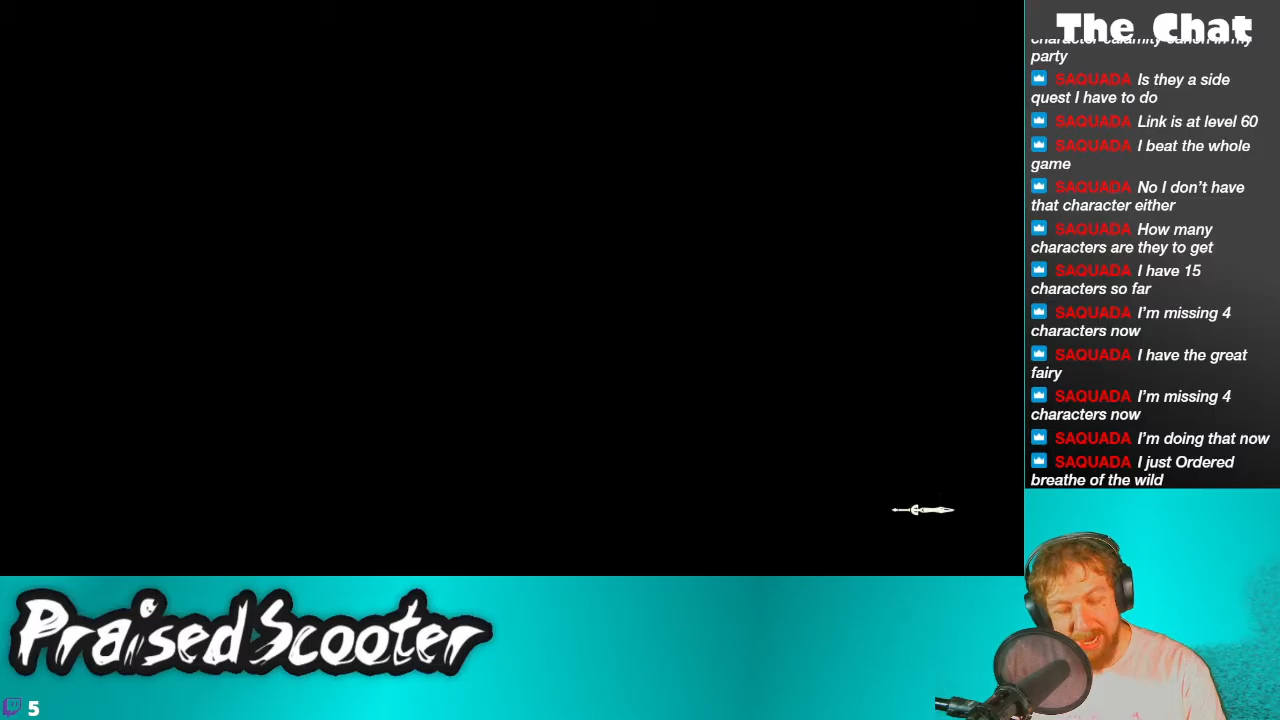 The Chat
character calamity
party
SAQUADA Is they a side
quest I have to do
SAQUADA Link is at level 60
SAQUADA I beat the whole
game
SAQUADA No I don't have
that character either
SAQUADA How many
characters are they to get
SAQUADA I have 15
characters so far
SAQUADA I'm missing 4
characters now
SAQUADA I have the great
fairy
SAQUADA I'm missing 4
characters now
SAQUADA I'm doing that now
SAQUADA I just Ordered
breathe of the wild
PraisedScooter
5